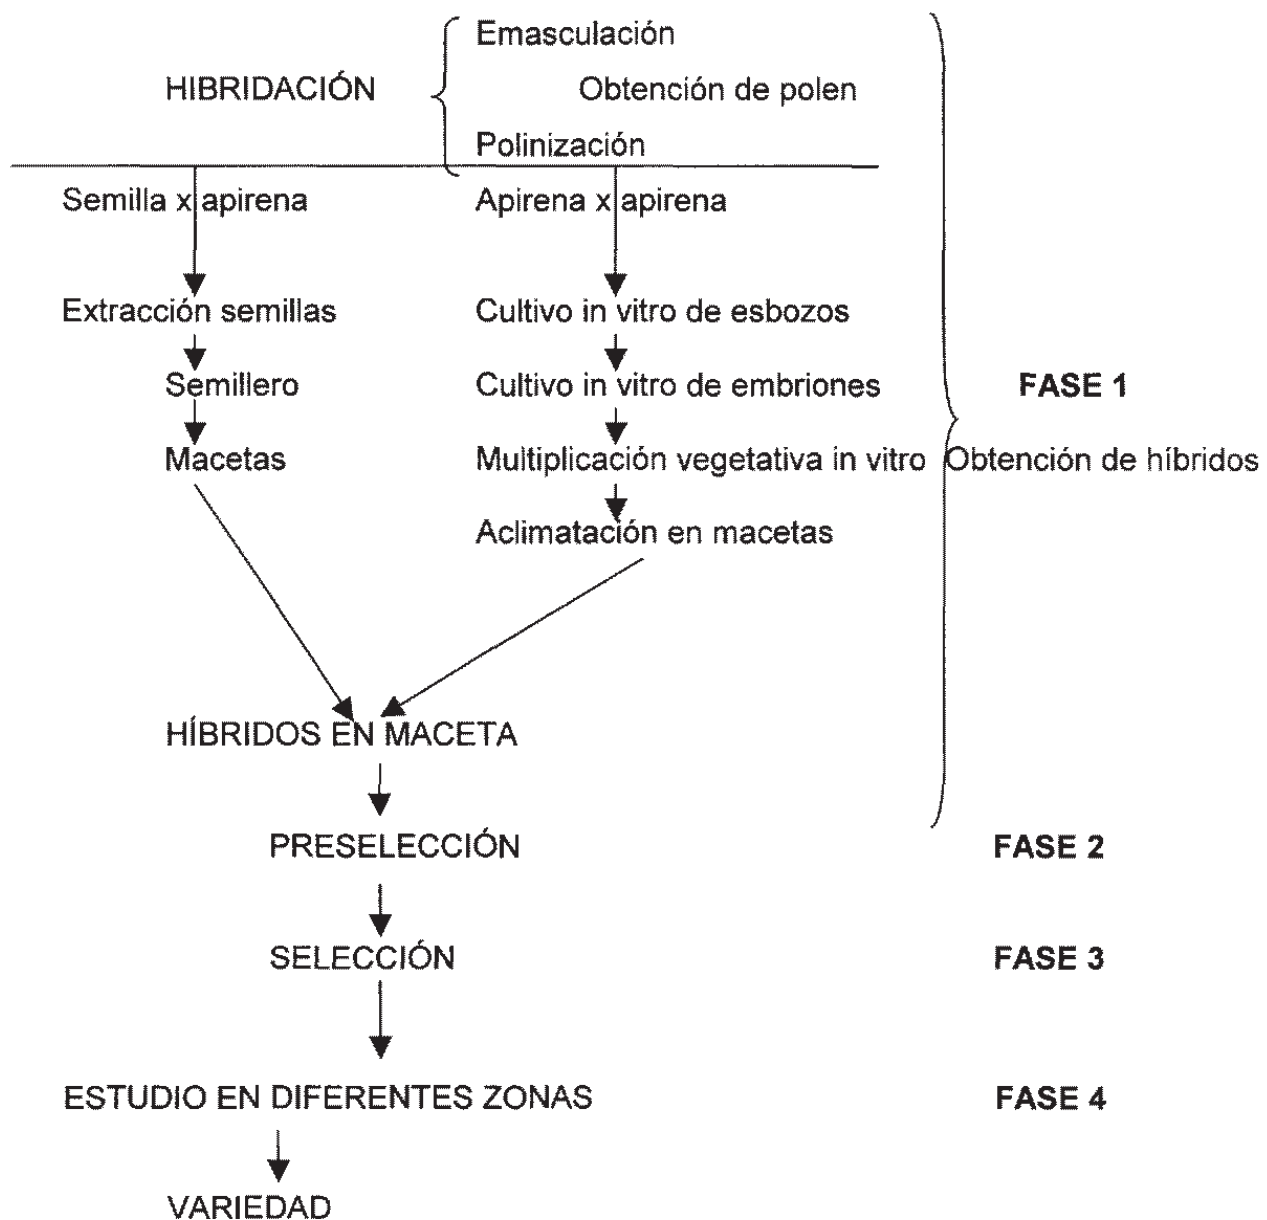 Emasculación
HIBRIDACIÓN Obtención de polen
Polinización
Semilla x apirena Apirena x apirena
Extracción semillas Cultivo in vitro de esbozos
Semillero Cultivo in vitro de embriones FASE 1
Macetas Multiplicación vegetativa in vitro Obtención de híbridos
Aclimatación en macetas
HÍBRIDOS EN MACETA
PRESELECCIÓN FASE 2
SELECCIÓN FASE 3
ESTUDIO EN DIFERENTES ZONAS FASE 4
VARIEDAD